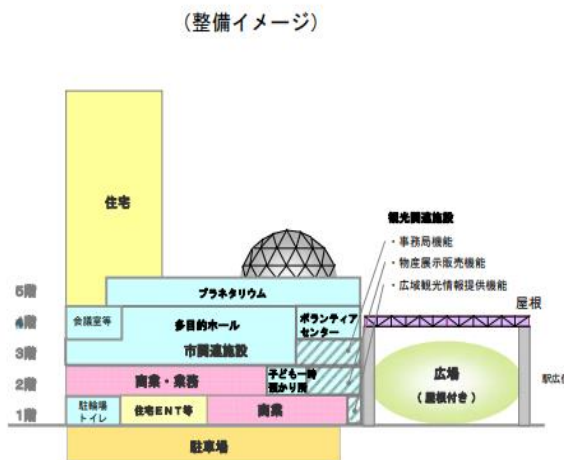 (整備イメージ)
住宅
観光関連施設
・事務局機能
・物産展示販売機能
・広域観光情報提供機能
5階
プラネタリウム
屋根
4階
会議室等
多目的ホール
ボランティア
センター
3階
市関連施設
2階
商業・業務
子ども一時
預かり所
広場
(屋根付き)
駅広
1階
駐輪場
トイレ
住宅ENT等
商業
駐車場